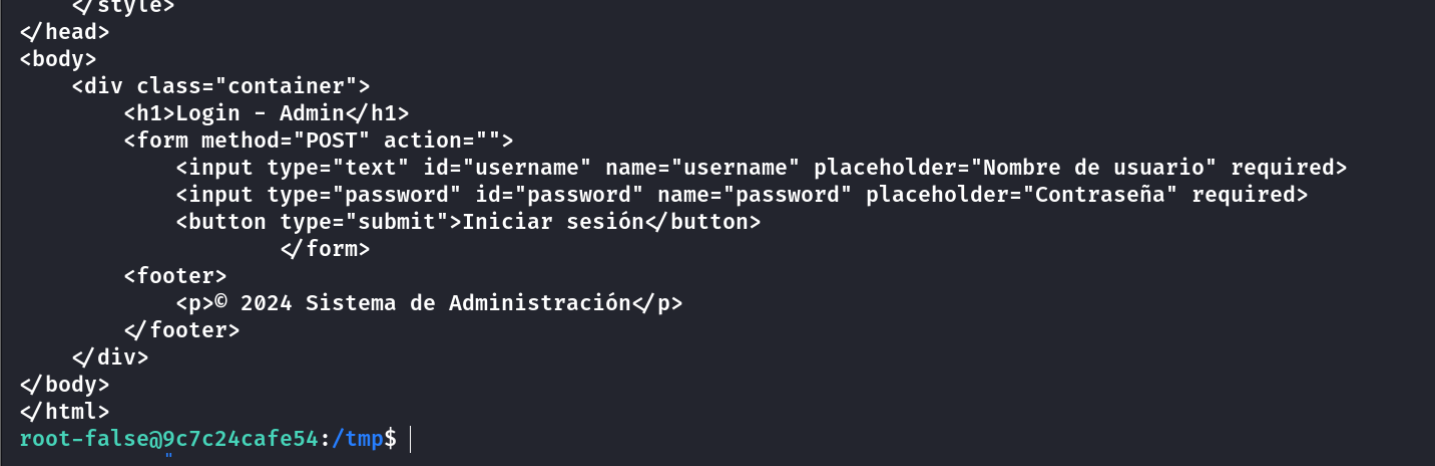 </style>
</head>
<body>
    <div class="container">
        <h1>Login - Admin</h1>
        <form method="POST" action="">
            <input type="text" id="username" name="username" placeholder="Nombre de usuario" required>
            <input type="password" id="password" name="password" placeholder="Contraseña" required>
            <button type="submit">Iniciar sesión</button>
                    </form>
        <footer>
            <p>© 2024 Sistema de Administración</p>
        </footer>
    </div>
</body>
</html>
root-false@9c7c24cafe54:/tmp$